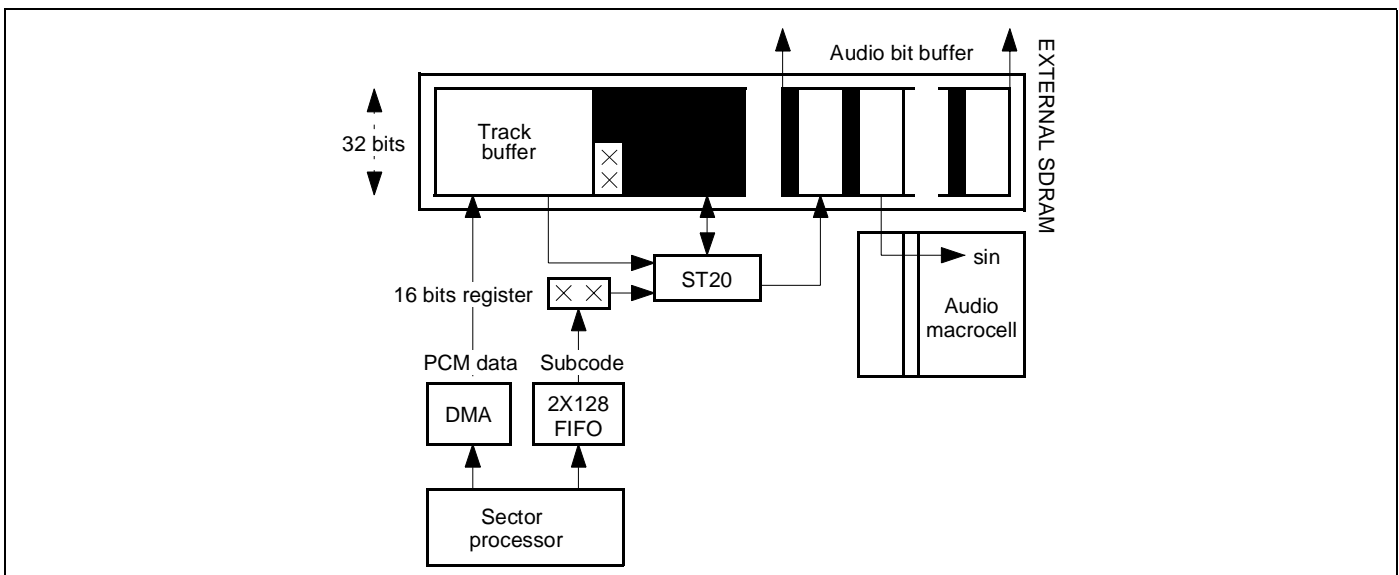 Audio bit buffer
EXTERNAL SDRAM
32 bits
Track
buffer
ST20
sin
16 bits register
Audio
macrocell
PCM data
Subcode
DMA
2X128
FIFO
Sector
processor